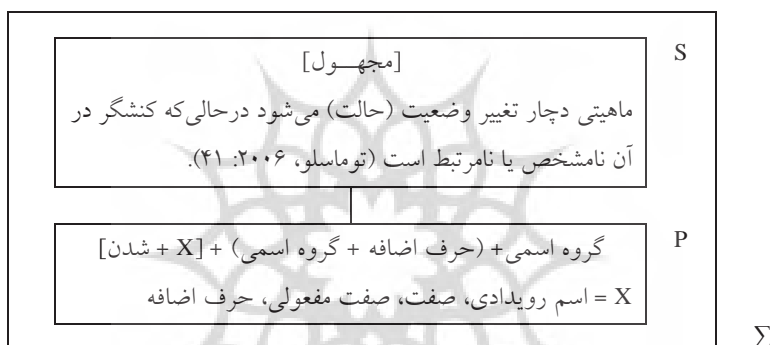 S
[مجهــول]
ماهیتی دچار تغییر وضعیت (حالت) می‌شود درحالی‌که کنشگر در
آن نامشخص یا نامرتبط است (توماسلو، ۲۰۰۶: ۴۱).
P
گروه اسمی+ (حرف اضافه + گروه اسمی) + [X + شدن]
X = اسم رویدادی، صفت، صفت مفعولی، حرف اضافه
∑